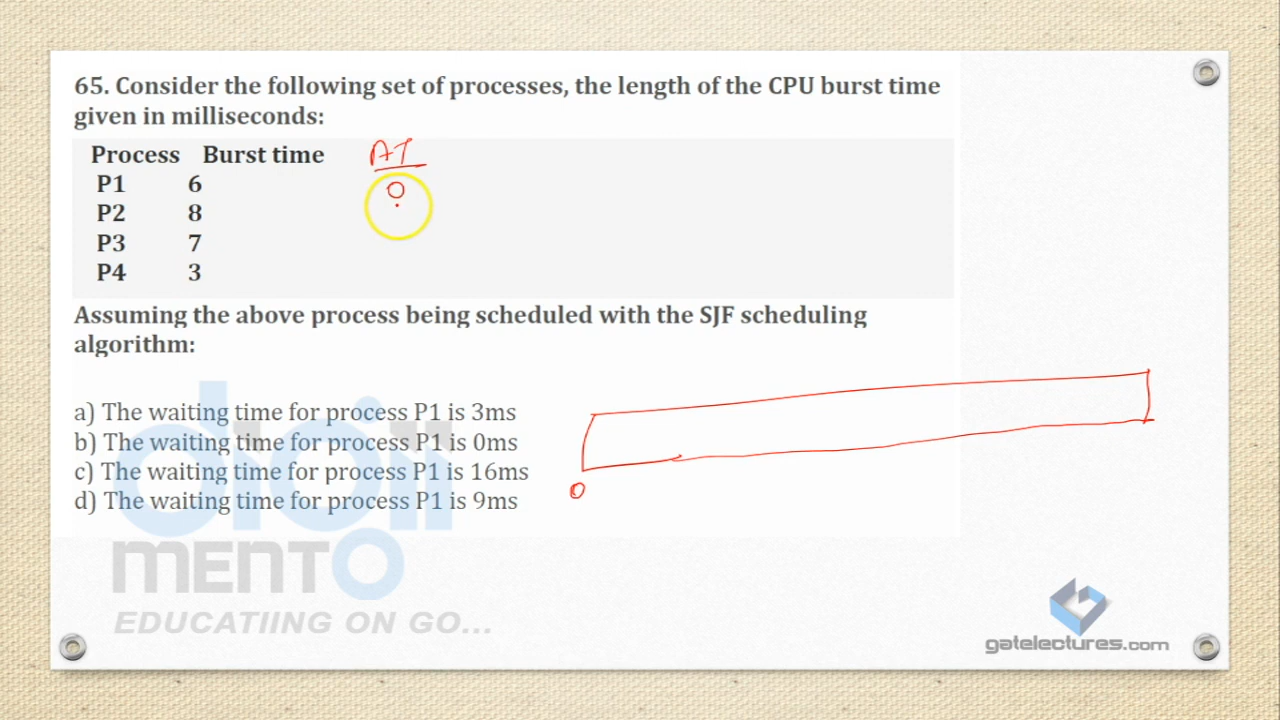 65. Consider the following set of processes, the length of the CPU burst time
given in milliseconds:
Process Burst time AT
P1 6 0
P2 8
P3 7
P4 3
Assuming the above process being scheduled with the SJF scheduling
algorithm:
a) The waiting time for process P1 is 3ms
b) The waiting time for process P1 is 0ms
c) The waiting time for process P1 is 16ms
d) The waiting time for process P1 is 9ms
0
digii
MENTO
EDUCATIING ON GO...
gatelectures.com